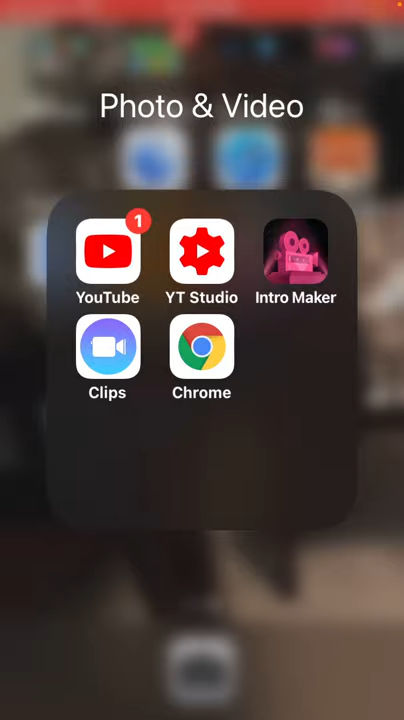 Photo & Video
1
YouTube
YT Studio
Intro Maker
Clips
Chrome